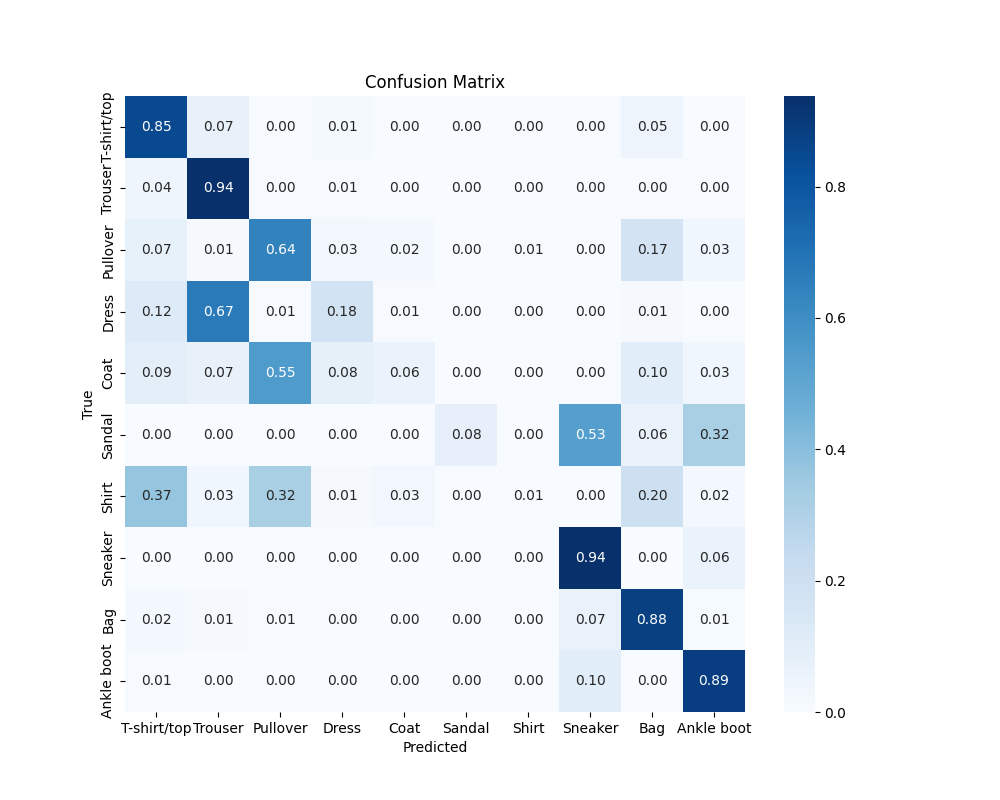 Confusion Matrix
T-shirt/top 0.85 0.07 0.00 0.01 0.00 0.00 0.00 0.00 0.05 0.00
Trouser 0.04 0.94 0.00 0.01 0.00 0.00 0.00 0.00 0.00 0.00
Pullover 0.07 0.01 0.64 0.03 0.02 0.00 0.01 0.00 0.17 0.03
Dress 0.12 0.67 0.01 0.18 0.01 0.00 0.00 0.00 0.01 0.00
Coat 0.09 0.07 0.55 0.08 0.06 0.00 0.00 0.00 0.10 0.03
Sandal 0.00 0.00 0.00 0.00 0.00 0.08 0.00 0.53 0.06 0.32
Shirt 0.37 0.03 0.32 0.01 0.03 0.00 0.01 0.00 0.20 0.02
Sneaker 0.00 0.00 0.00 0.00 0.00 0.00 0.00 0.94 0.00 0.06
Bag 0.02 0.01 0.01 0.00 0.00 0.00 0.00 0.07 0.88 0.01
Ankle boot 0.01 0.00 0.00 0.00 0.00 0.00 0.00 0.10 0.00 0.89
T-shirt/top Trouser Pullover Dress Coat Sandal Shirt Sneaker Bag Ankle boot
Predicted
True
0.8
0.6
0.4
0.2
0.0